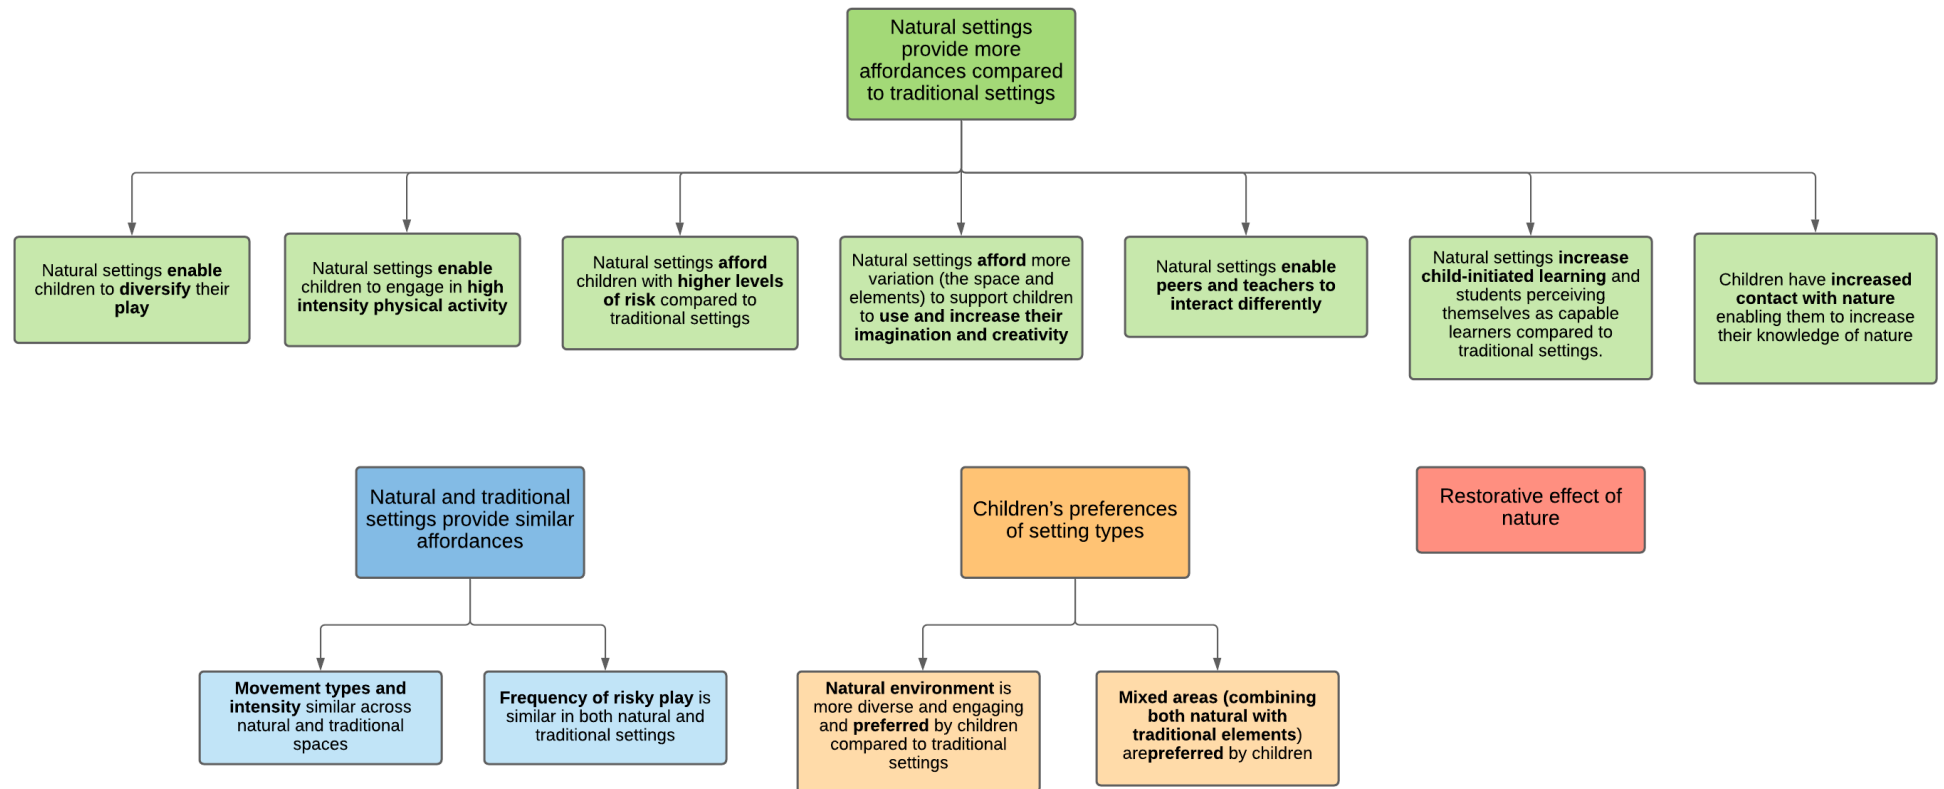 Natural settings
provide more
affordances compared
to traditional settings
Natural settings enable
children to diversify their
play
Natural settings enable
children to engage in high
intensity physical activity
Natural settings afford
children with higher levels
of risk compared to
traditional settings
Natural settings afford more
variation (the space and
elements) to support children
to use and increase their
imagination and creativity
Natural settings enable
peers and teachers to
interact differently
Natural settings increase
child-initiated learning and
students perceiving
themselves as capable
learners compared to
traditional settings.
Children have increased
contact with nature
enabling them to increase
their knowledge of nature
Natural and traditional
settings provide similar
affordances
Children's preferences
of setting types
Restorative effect of
nature
Movement types and
intensity similar across
natural and traditional
spaces
Frequency of risky play is
similar in both natural and
traditional settings
Natural environment is
more diverse and engaging
and preferred by children
compared to traditional
settings
Mixed areas (combining
both natural with
traditional elements)
arepreferred by children